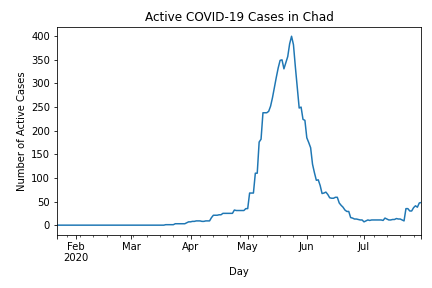 Active COVID-19 Cases in Chad
400
350
300
250
200
150
100
50
0
Number of Active Cases
Feb Mar Apr May Jun Jul
2020
Day